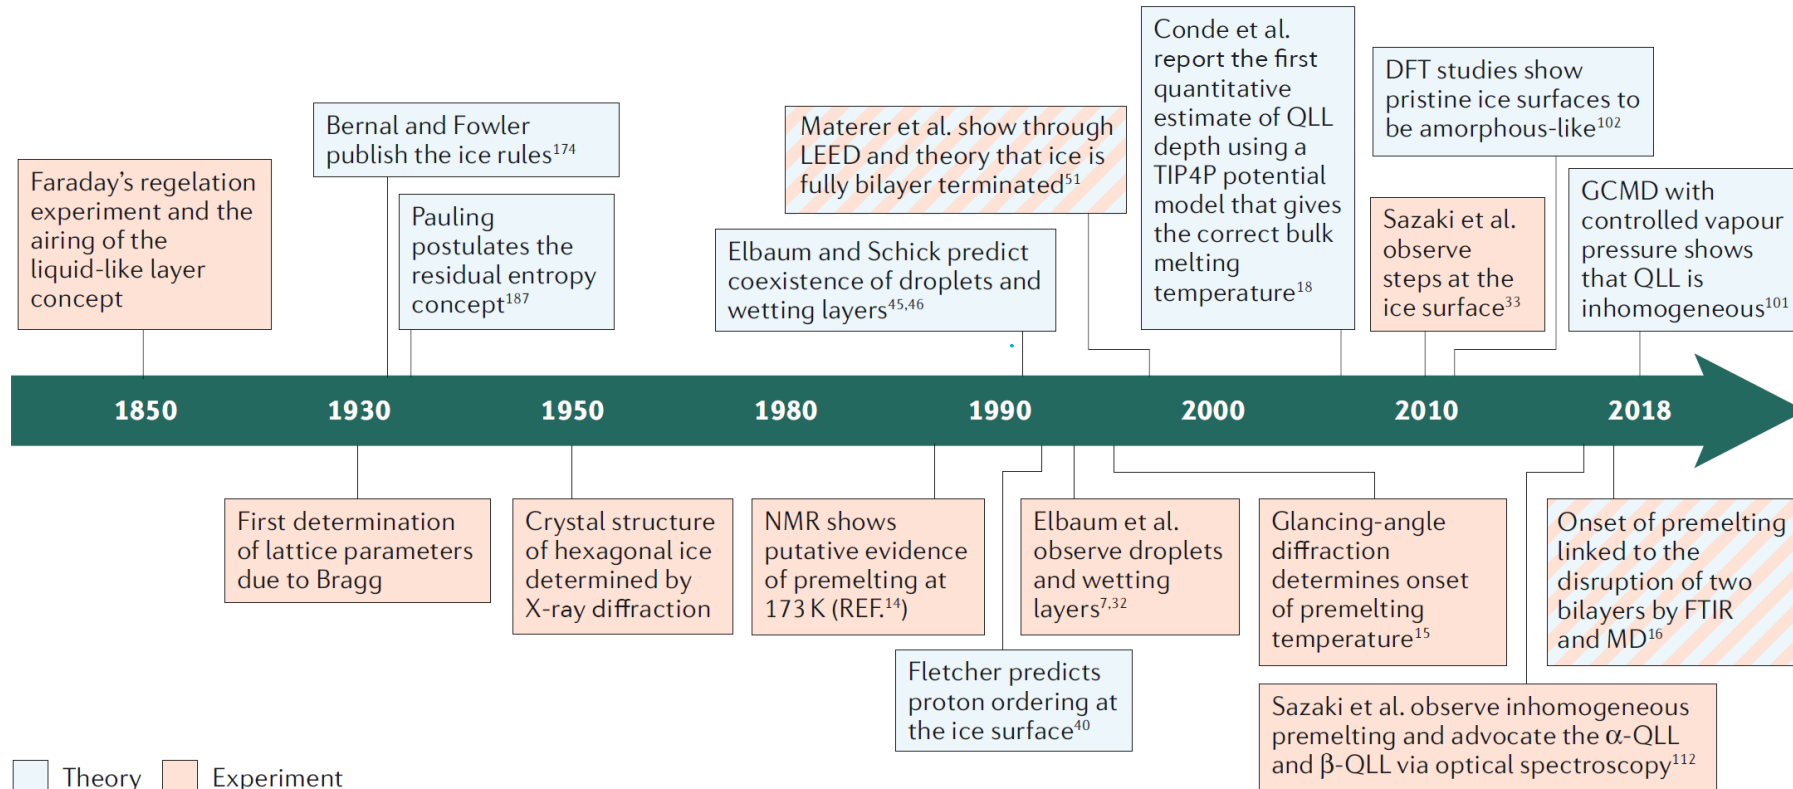 Faraday's regelation
experiment and the
airing of the
liquid-like layer
concept
Bernal and Fowler
publish the ice rules¹⁷⁴
Pauling
postulates the
residual entropy
concept¹⁸⁷
Elbaum and Schick predict
coexistence of droplets and
wetting layers⁴⁵,⁴⁶
Materer et al. show through
LEED and theory that ice is
fully bilayer terminated⁵¹
Conde et al.
report the first
quantitative
estimate of QLL
depth using a
TIP4P potential
model that gives
the correct bulk
melting
temperature¹⁸
Sazaki et al.
observe
steps at the
ice surface³³
DFT studies show
pristine ice surfaces to
be amorphous-like¹⁰²
GCMD with
controlled vapour
pressure shows
that QLL is
inhomogeneous¹⁰¹
1850 1930 1950 1980 1990 2000 2010 2018
First determination
of lattice parameters
due to Bragg
Crystal structure
of hexagonal ice
determined by
X-ray diffraction
NMR shows
putative evidence
of premelting at
173 K (REF.¹⁴)
Fletcher predicts
proton ordering at
the ice surface⁴⁰
Elbaum et al.
observe droplets
and wetting
layers⁷,³²
Glancing-angle
diffraction
determines onset
of premelting
temperature¹⁵
Sazaki et al. observe inhomogeneous
premelting and advocate the α-QLL
and β-QLL via optical spectroscopy¹¹²
Onset of premelting
linked to the
disruption of two
bilayers by FTIR
and MD¹⁶
Theory Experiment